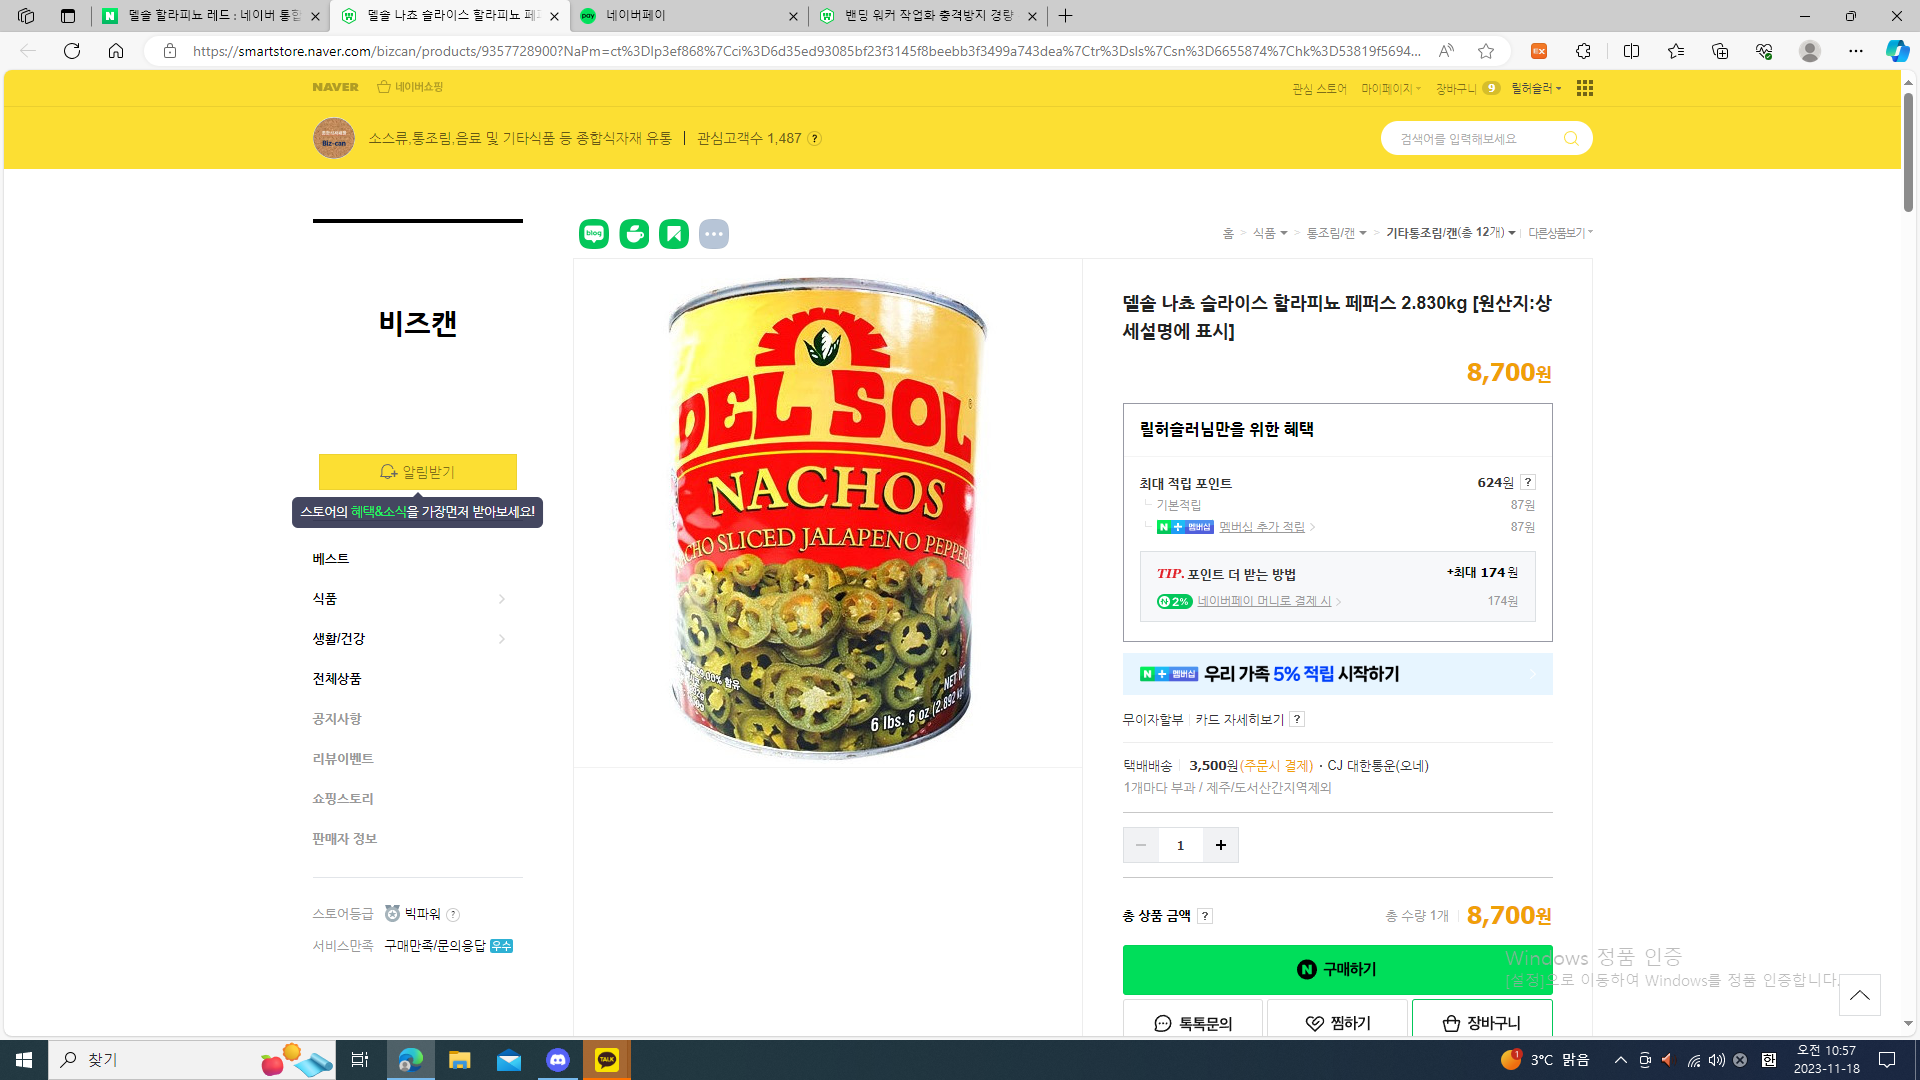 델솔 할라피뇨 레드 : 네이버 통합
델솔 나쵸 슬라이스 할라피뇨 페퍼
네이버페이
밴딩 워커 작업화 충격방지 경량
https://smartstore.naver.com/bizcan/products/9357728900?NaPm=ct%3Dlp3ef868%7Cci%3D6d35ed93085bf23f3145f8beebb3f3499a743dea%7Ctr%3Dsls%7Csn%3D6655874%7Chk%3D53819f5694...
NAVER 네이버쇼핑
관심 스토어 마이페이지 장바구니 9 릴허슬러
Biz-can
소스류,통조림,음료 및 기타식품 등 종합식자재 유통 | 관심고객수 1,487 ?
검색어를 입력해보세요
비즈캔
알림받기
스토어의 혜택&소식을 가장먼저 받아보세요!
베스트
식품
생활/건강
전체상품
공지사항
리뷰이벤트
쇼핑스토리
판매자 정보
스토어등급 빅파워 ?
서비스만족 구매만족/문의응답 우수
blog
홈 > 식품 > 통조림/캔 > 기타통조림/캔(총 12개) 다른상품보기
DEL SOL
NACHOS
NACHO SLICED JALAPENO PEPPERS
NET WT.
6 lbs. 6 oz (2.892 kg)
델솔 나쵸 슬라이스 할라피뇨 페퍼스 2.830kg [원산지:상
세설명에 표시]
8,700원
릴허슬러님만을 위한 혜택
최대 적립 포인트 624원 ?
기본적립 87원
N + 멤버십 멤버십 추가 적립 > 87원
TIP. 포인트 더 받는 방법 +최대 174원
N 2% 네이버페이 머니로 결제 시 > 174원
N + 멤버십 우리 가족 5% 적립 시작하기
무이자할부 카드 자세히보기 ?
택배배송 3,500원(주문시 결제) · CJ 대한통운(오네)
1개마다 부과 / 제주/도서산간지역제외
1
총 상품 금액 ? 총 수량 1개 8,700원
N 구매하기
톡톡문의 찜하기 장바구니
Windows 정품 인증
[설정]으로 이동하여 Windows를 정품 인증합니다.
찾기
TALK
1
3°C 맑음
한
오전 10:57
2023-11-18